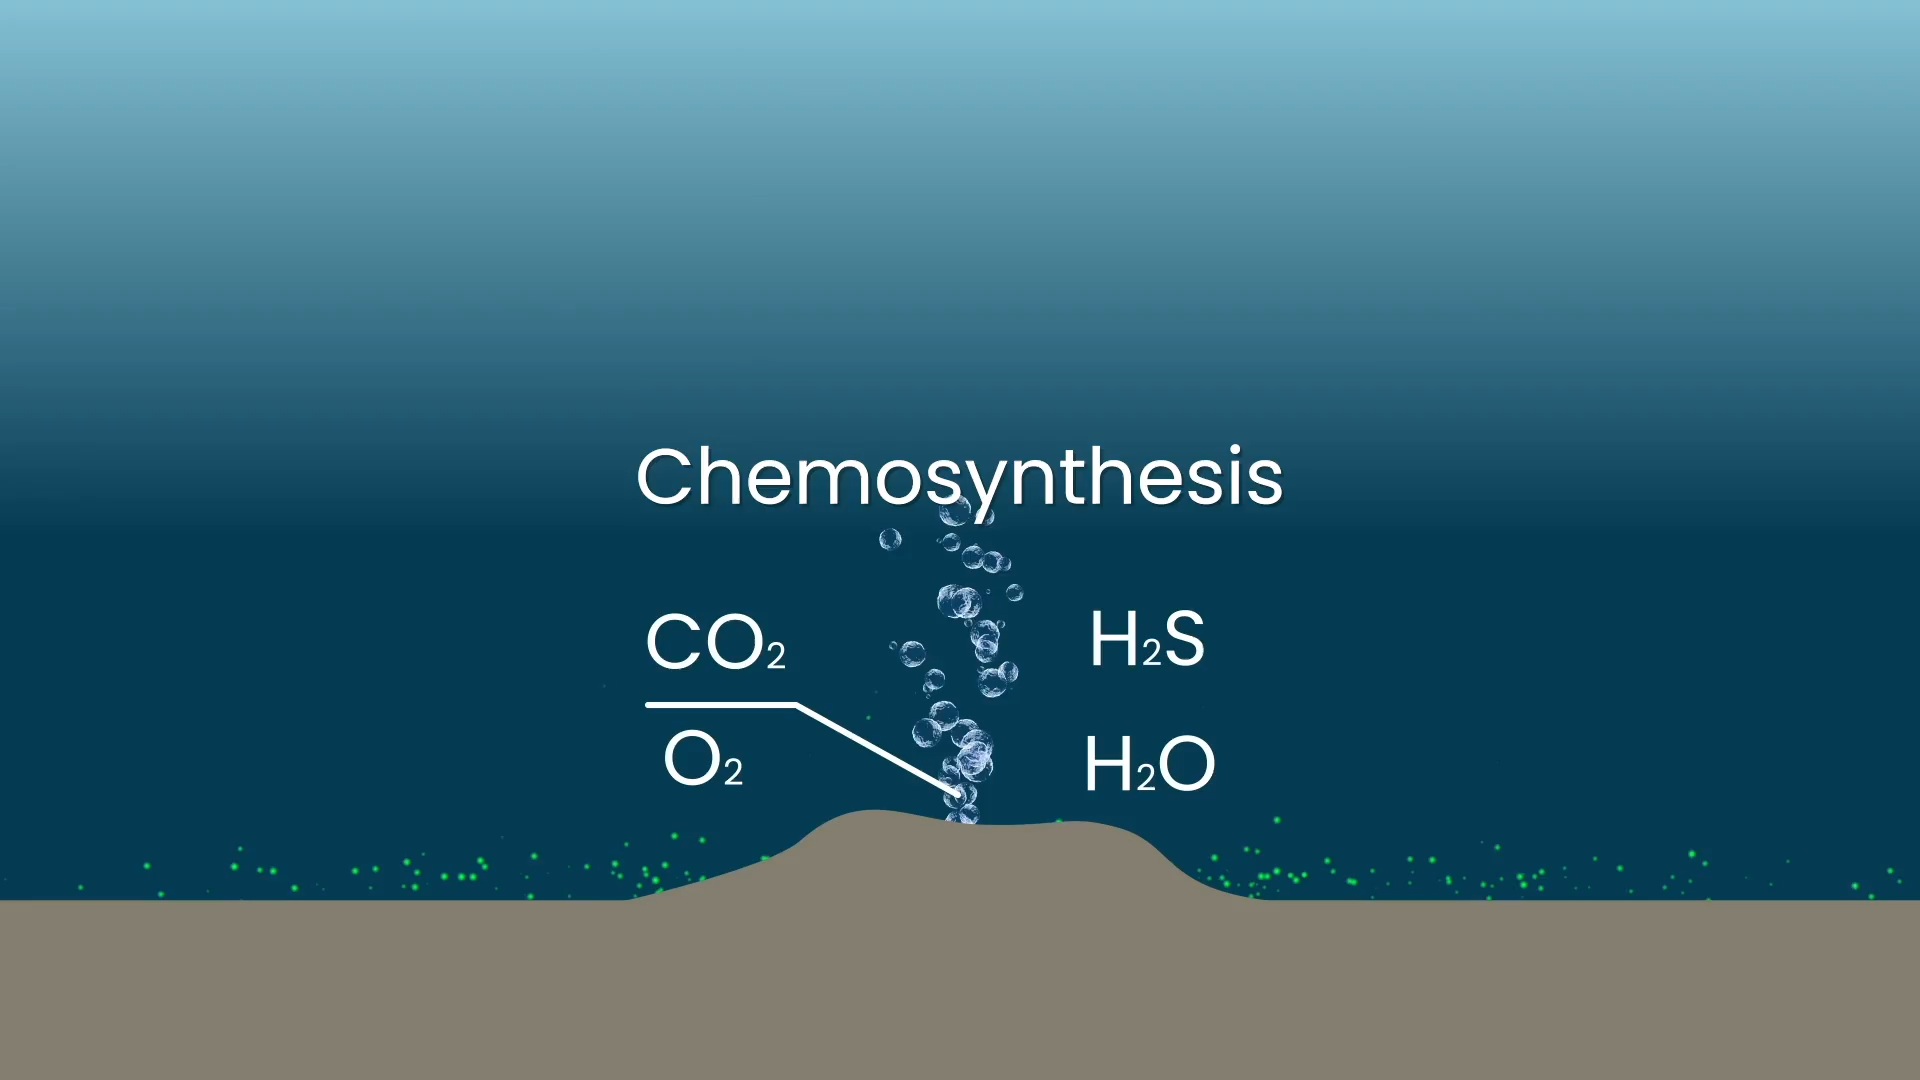 Chemosynthesis
CO₂
H₂S
O₂
H₂O